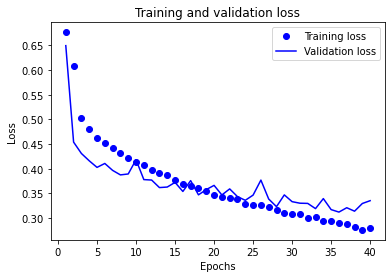 Training and validation loss
Training loss
Validation loss
0.65
0.60
0.55
0.50
0.45
0.40
0.35
0.30
Loss
0 5 10 15 20 25 30 35 40
Epochs